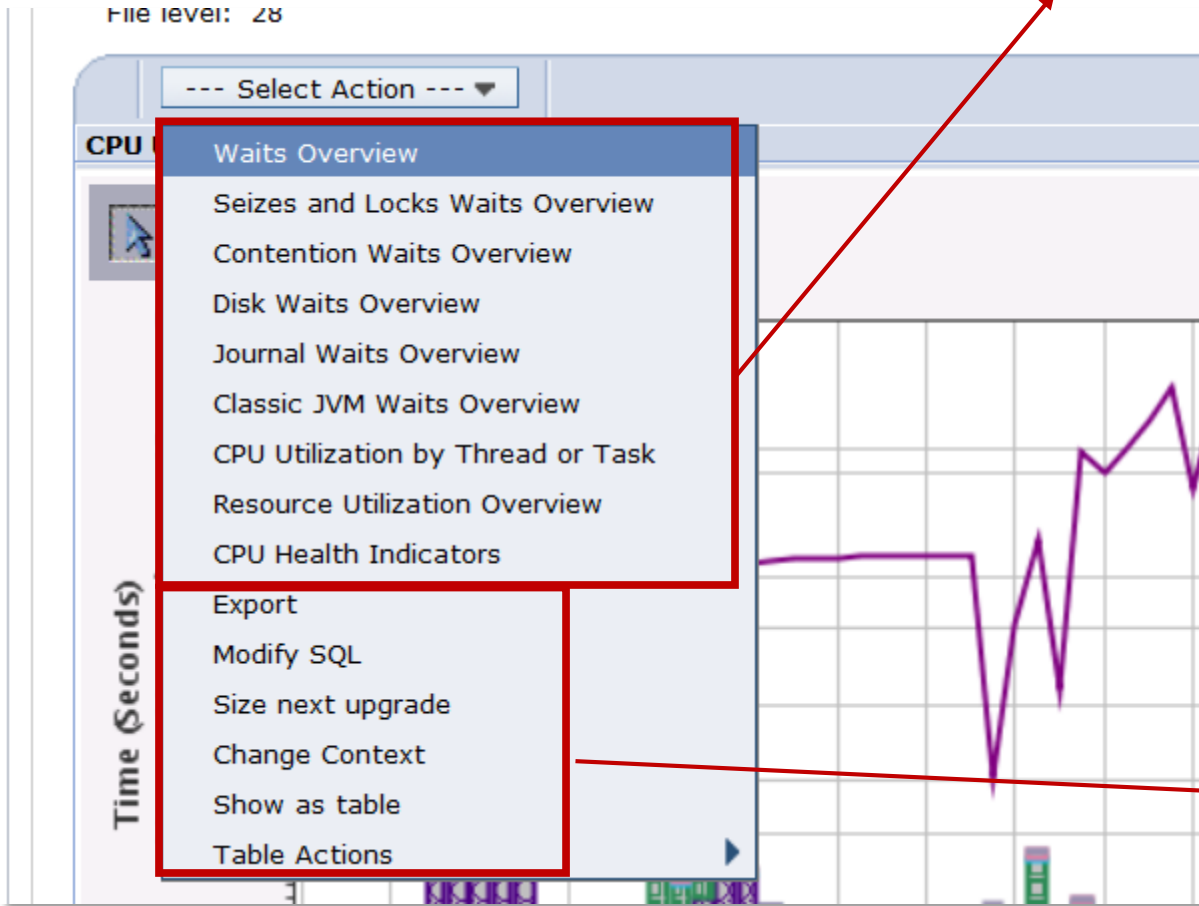 File level: 28
--- Select Action ---
CPU
Waits Overview
Seizes and Locks Waits Overview
Contention Waits Overview
Disk Waits Overview
Journal Waits Overview
Classic JVM Waits Overview
CPU Utilization by Thread or Task
Resource Utilization Overview
CPU Health Indicators
Export
Modify SQL
Size next upgrade
Change Context
Show as table
Table Actions
Time (Seconds)